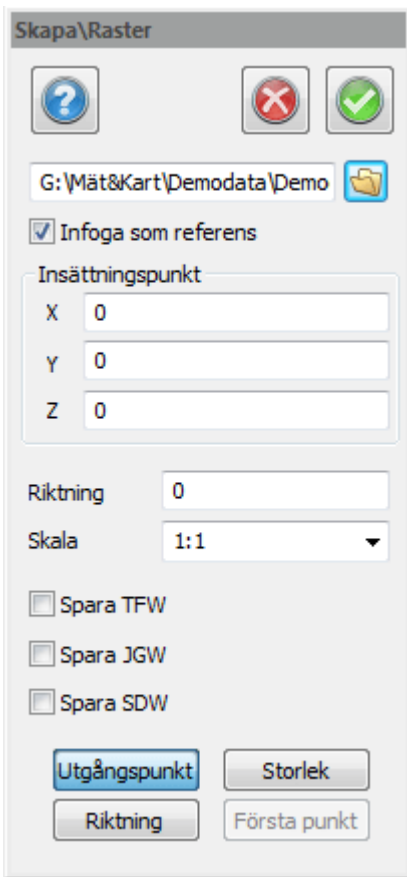 Skapa\Raster
?
G:\Mät&Kart\Demodata\Demo
Infoga som referens
Insättningspunkt
X 0
Y 0
Z 0
Riktning 0
Skala 1:1
Spara TFW
Spara JGW
Spara SDW
Utgångspunkt Storlek
Riktning Första punkt